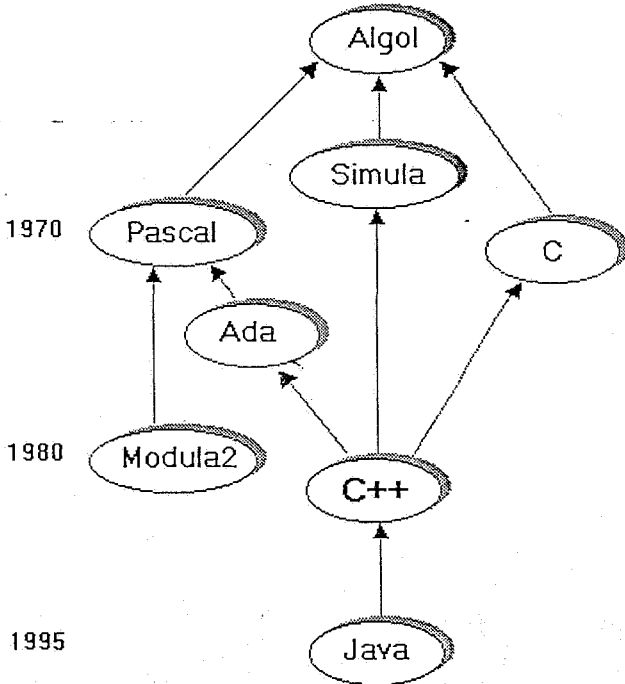 Algol
Simula
1970 Pascal
C
Ada
1980 Modula2
C++
1995 Java